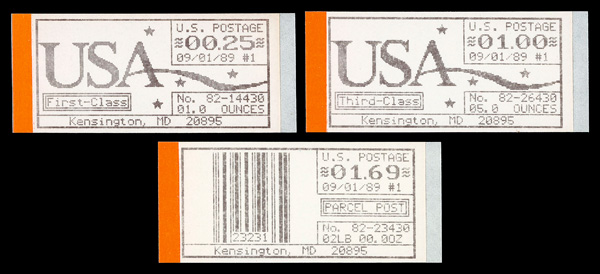 U.S. POSTAGE
≈00.25≈
09/01/89 #1
USA
First-Class
No. 82-14430
01.0 OUNCES
Kensington, MD 20895
U.S. POSTAGE
≈01.00≈
09/01/89 #1
USA
Third-Class
No. 82-26430
05.0 OUNCES
Kensington, MD 20895
U.S. POSTAGE
≈01.69≈
09/01/89 #1
PARCEL POST
23231
No. 82-23430
02LB 00.0OZ
Kensington, MD 20895